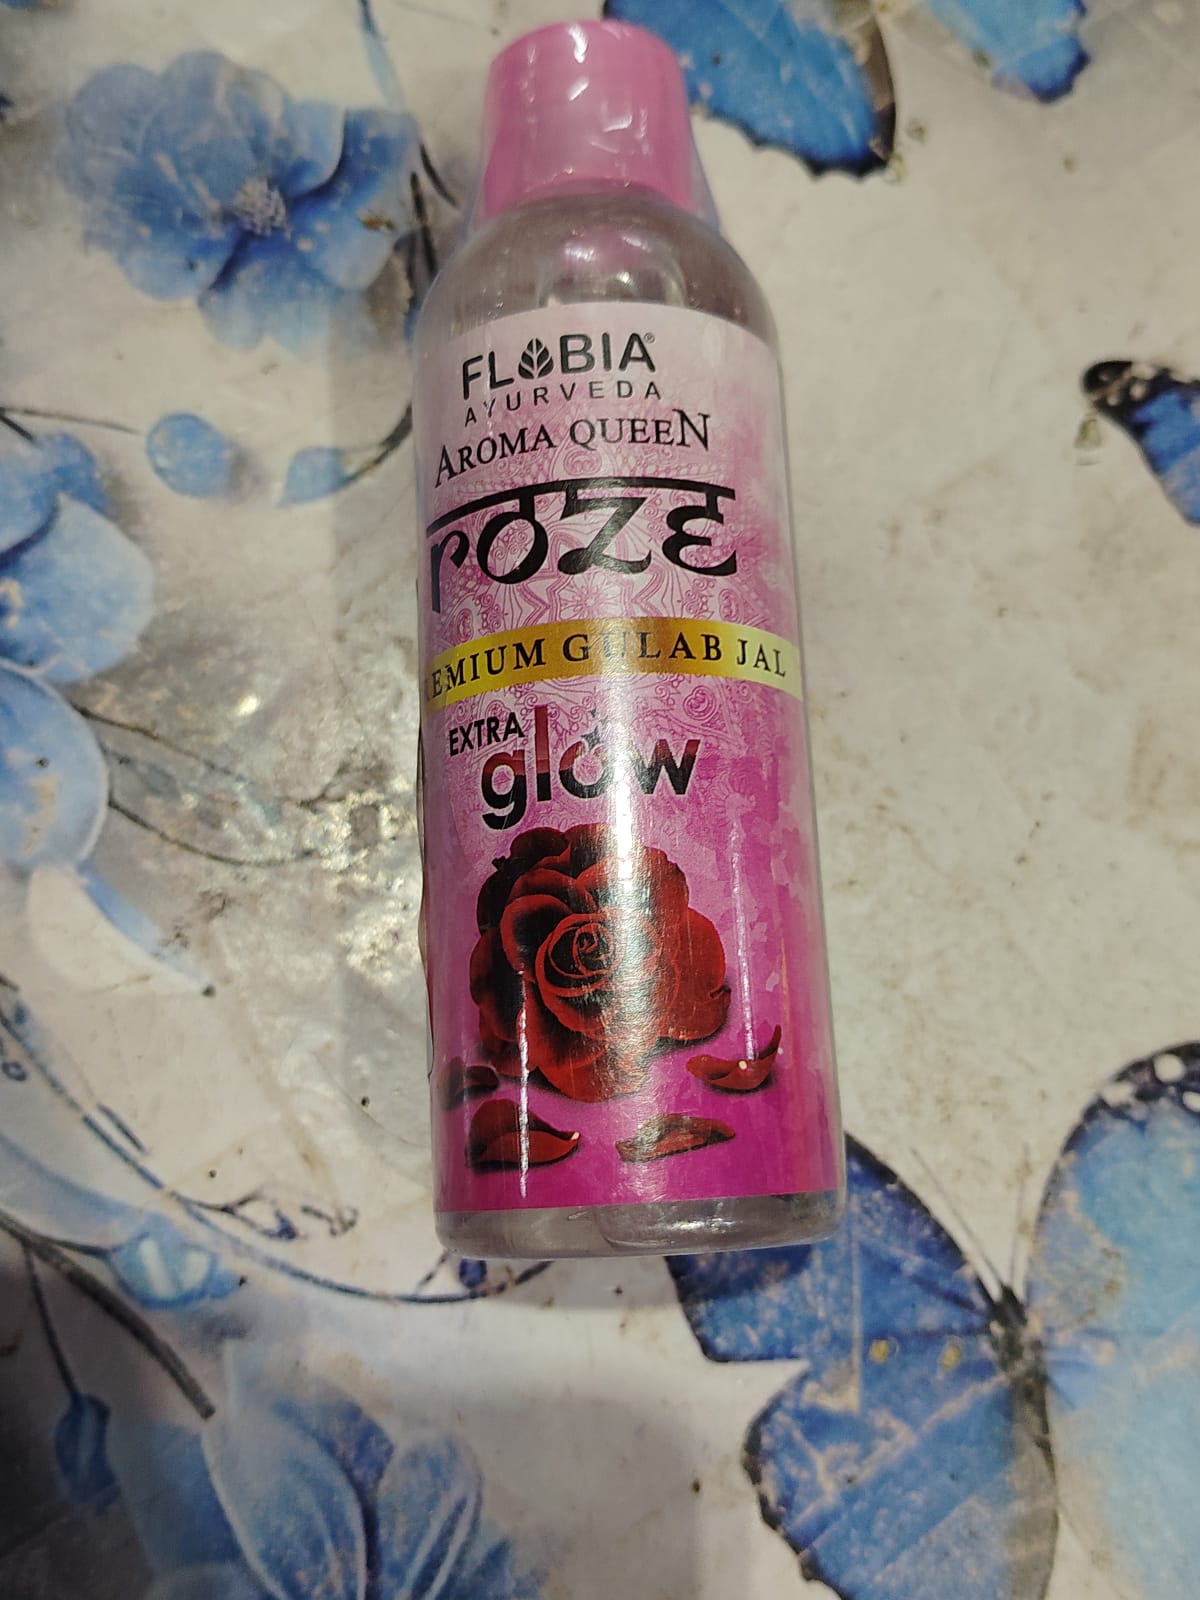 FLOBIA®
AYURVEDA
AROMA QUEEN
roze
EMIUM GULAB JAL
EXTRA
glow